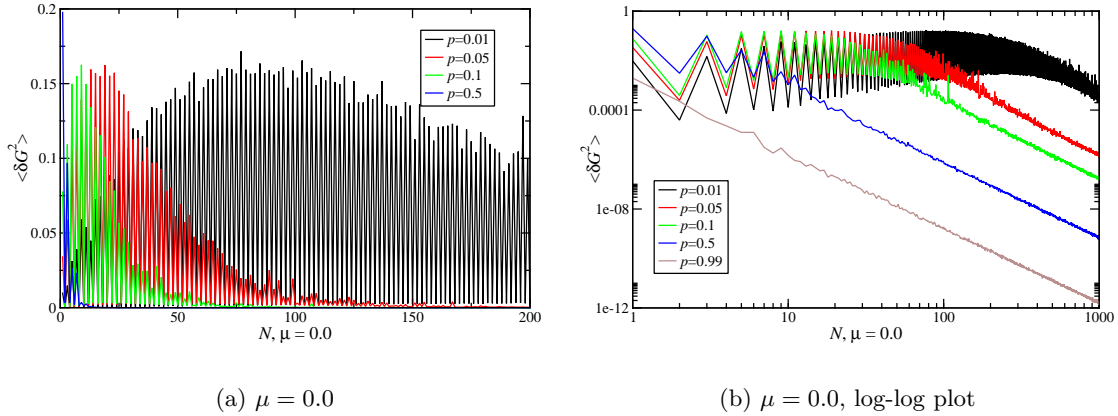 0.2
0.15
0.1
0.05
0
<δG²>
0 50 100 150 200
N, μ = 0.0
p=0.01
p=0.05
p=0.1
p=0.5
(a) μ = 0.0
1
0.0001
1e-08
1e-12
<δG²>
1 10 100 1000
N, μ = 0.0
p=0.01
p=0.05
p=0.1
p=0.5
p=0.99
(b) μ = 0.0, log-log plot